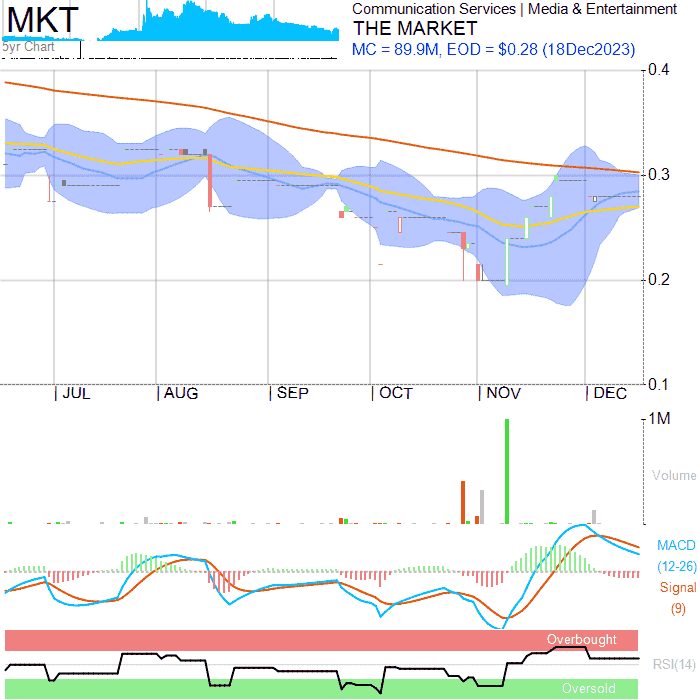 MKT
5yr Chart
Communication Services | Media & Entertainment
THE MARKET
MC = 89.9M, EOD = $0.28 (18Dec2023)
0.4
0.3
0.2
0.1
JUL
AUG
SEP
OCT
NOV
DEC
1M
Volume
MACD
(12-26)
Signal
(9)
Overbought
RSI(14)
Oversold